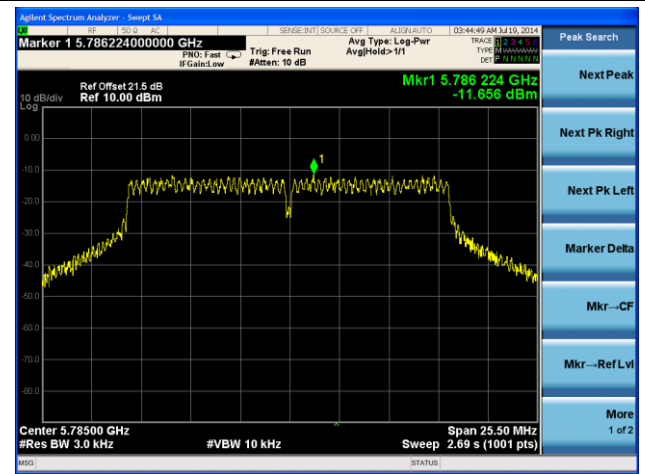 Agilent Spectrum Analyzer - Swept SA
RF 50 Ω AC SENSE:INT SOURCE OFF ALIGN AUTO 03:44:49 AM Jul 19, 2014
Marker 1 5.786224000000 GHz
PNO: Fast
IFGain:Low
Trig: Free Run
#Atten: 10 dB
Avg Type: Log-Pwr
Avg|Hold:>1/1
TRACE 1 2 3 4 5 6
TYPE M
DET P N N N N N
Peak Search
Ref Offset 21.5 dB
Ref 10.00 dBm
Mkr1 5.786 224 GHz
-11.656 dBm
10 dB/div
Log
Next Peak
0.00
1
-10.0
-20.0
-30.0
-40.0
-50.0
-60.0
-70.0
-80.0
Next Pk Right
Next Pk Left
Marker Delta
Mkr→CF
Mkr→Ref Lvl
More
1 of 2
Center 5.78500 GHz
Span 25.50 MHz
#Res BW 3.0 kHz
#VBW 10 kHz
Sweep 2.69 s (1001 pts)
MSG
STATUS